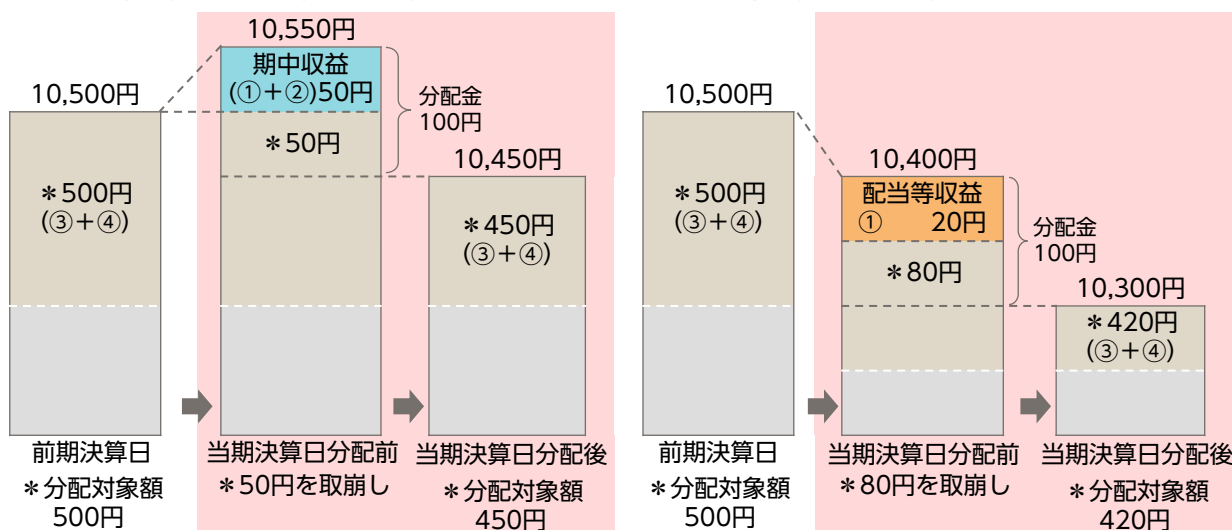 10,500円
＊500円
(③＋④)
前期決算日
＊分配対象額
500円
10,550円
期中収益
(①＋②)50円
＊50円
分配金
100円
当期決算日分配前
＊50円を取崩し
10,450円
＊450円
(③＋④)
当期決算日分配後
＊分配対象額
450円
10,500円
＊500円
(③＋④)
前期決算日
＊分配対象額
500円
10,400円
配当等収益
① 20円
＊80円
分配金
100円
当期決算日分配前
＊80円を取崩し
10,300円
＊420円
(③＋④)
当期決算日分配後
＊分配対象額
420円